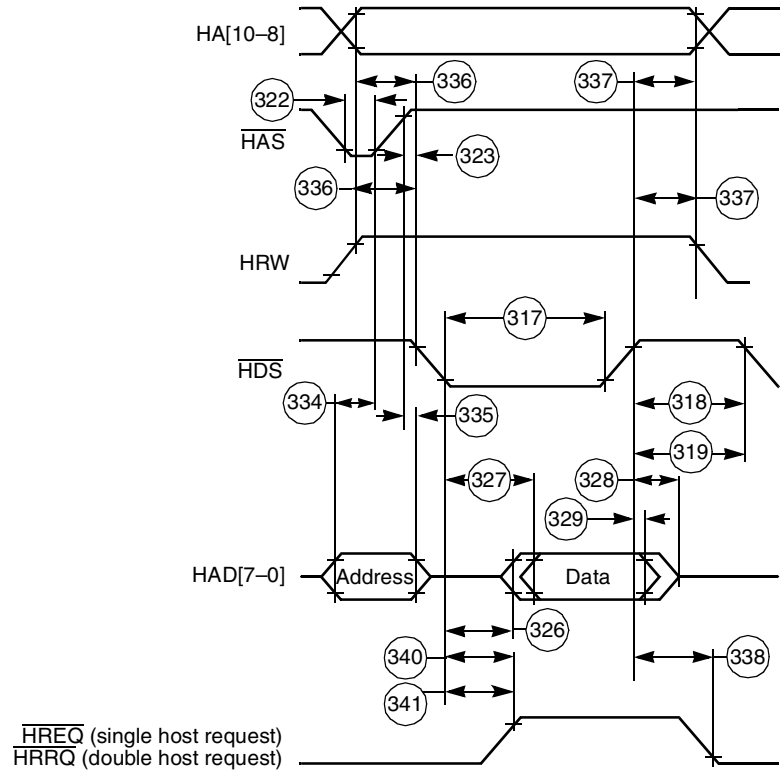 HA[10–8]
336
337
322
HAS
323
336
337
HRW
317
HDS
334
335
318
319
327
328
329
HAD[7–0]
Address
Data
326
340
338
341
HREQ (single host request)
HRRQ (double host request)